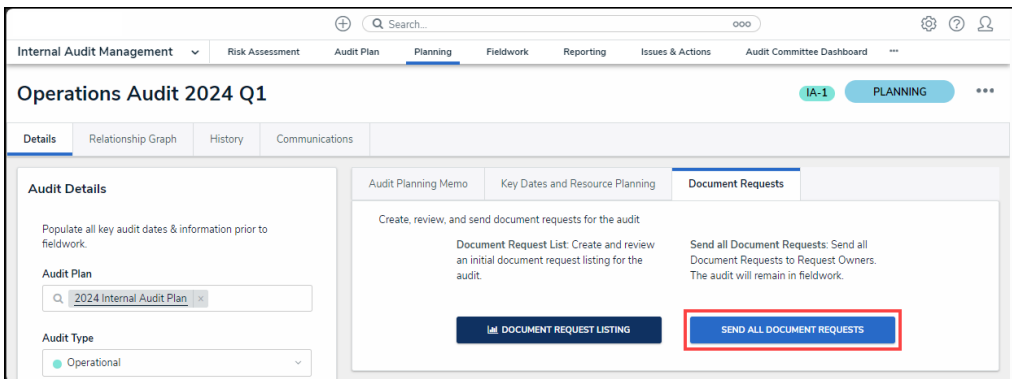 Search...
Internal Audit Management
Risk Assessment
Audit Plan
Planning
Fieldwork
Reporting
Issues & Actions
Audit Committee Dashboard
Operations Audit 2024 Q1
IA-1
PLANNING
Details
Relationship Graph
History
Communications
Audit Details
Populate all key audit dates & information prior to
fieldwork.
Audit Plan
2024 Internal Audit Plan ×
Audit Type
Operational
Audit Planning Memo
Key Dates and Resource Planning
Document Requests
Create, review, and send document requests for the audit
Document Request List: Create and review
an initial document request listing for the
audit.
DOCUMENT REQUEST LISTING
Send all Document Requests: Send all
Document Requests to Request Owners.
The audit will remain in fieldwork.
SEND ALL DOCUMENT REQUESTS